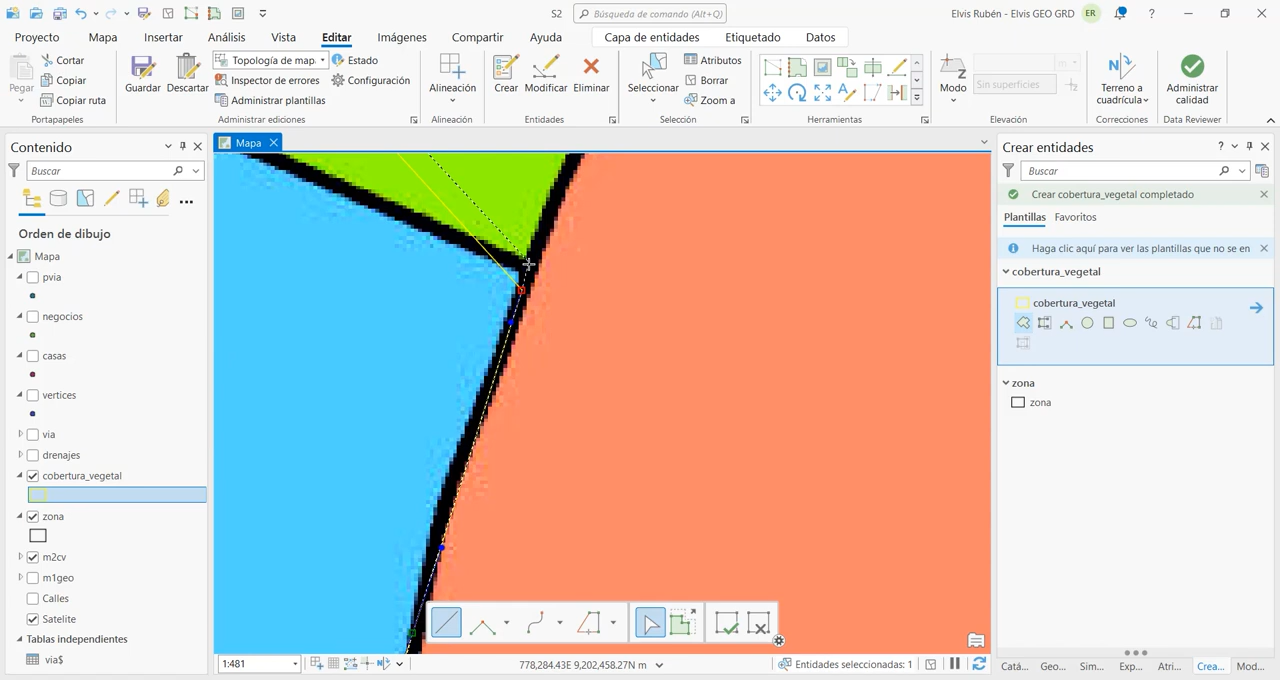 S2
Búsqueda de comando (Alt+Q)
Elvis Rubén - Elvis GEO GRD
ER
?
Proyecto
Mapa
Insertar
Análisis
Vista
Editar
Imágenes
Compartir
Ayuda
Capa de entidades
Etiquetado
Datos
Pegar
Cortar
Copiar
Copiar ruta
Portapapeles
Guardar
Descartar
Topología de map
Estado
Inspector de errores
Configuración
Administrar plantillas
Administrar ediciones
Alineación
Alineación
Crear
Modificar
Eliminar
Entidades
Seleccionar
Atributos
Borrar
Zoom a
Selección
Herramientas
Modo
Sin superficies
Elevación
Terreno a
cuadrícula
Correcciones
Administrar
calidad
Data Reviewer
Contenido
Buscar
Orden de dibujo
Mapa
pvia
negocios
casas
vertices
via
drenajes
cobertura_vegetal
zona
m2cv
m1geo
Calles
Satelite
Tablas independientes
via$
Mapa
1:481
778,284.43E 9,202,458.27N m
Entidades seleccionadas: 1
Crear entidades
?
Buscar
Crear cobertura_vegetal completado
Plantillas
Favoritos
Haga clic aquí para ver las plantillas que no se en
cobertura_vegetal
cobertura_vegetal
zona
zona
Catá...
Geo...
Sim...
Exp...
Atri...
Crea...
Mod...